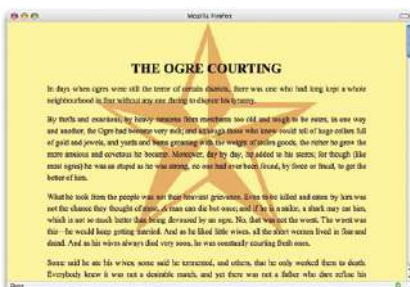 Mozilla Firefox
THE OGRE COURTING
In days when ogres were still the terror of certain districts, there was one who had long kept a whole
neighbourhood in fear without any one daring to dispute his tyranny.
By thefts and exactions, by heavy ransoms from merchants too old and tough to be eaten, in one way
and another, the Ogre had become very rich; and although those who knew could tell of huge cellars full
of gold and jewels, and yards and barns groaning with the weight of stolen goods, the richer he grew the
more anxious and covetous he became. Moreover, day by day, he added to his stores; for though (like
most ogres) he was as stupid as he was strong, no one had ever been found, by force or fraud, to get the
better of him.
What he took from the people was not their heaviest grievance. Even to be killed and eaten by him was
not the chance they thought of most. A man can die but once; and if he is a sailor, a shark may eat him,
which is not so much better than being devoured by an ogre. No, that was not the worst. The worst was
this—he would keep getting married. And as he liked little wives, all the short women lived in fear and
dread. And as his wives always died very soon, he was constantly courting fresh ones.
Some said he ate his wives; some said he tormented, and others, that he only worked them to death.
Everybody knew it was not a desirable match, and yet there was not a father who dare refuse his
Done